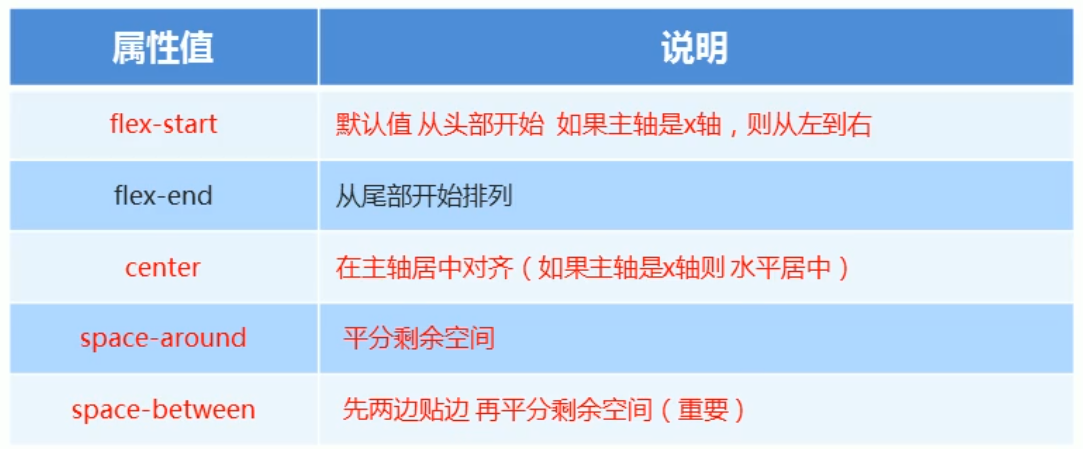 属性值 说明
flex-start 默认值 从头部开始 如果主轴是x轴，则从左到右
flex-end 从尾部开始排列
center 在主轴居中对齐（如果主轴是x轴则 水平居中）
space-around 平分剩余空间
space-between 先两边贴边 再平分剩余空间（重要）